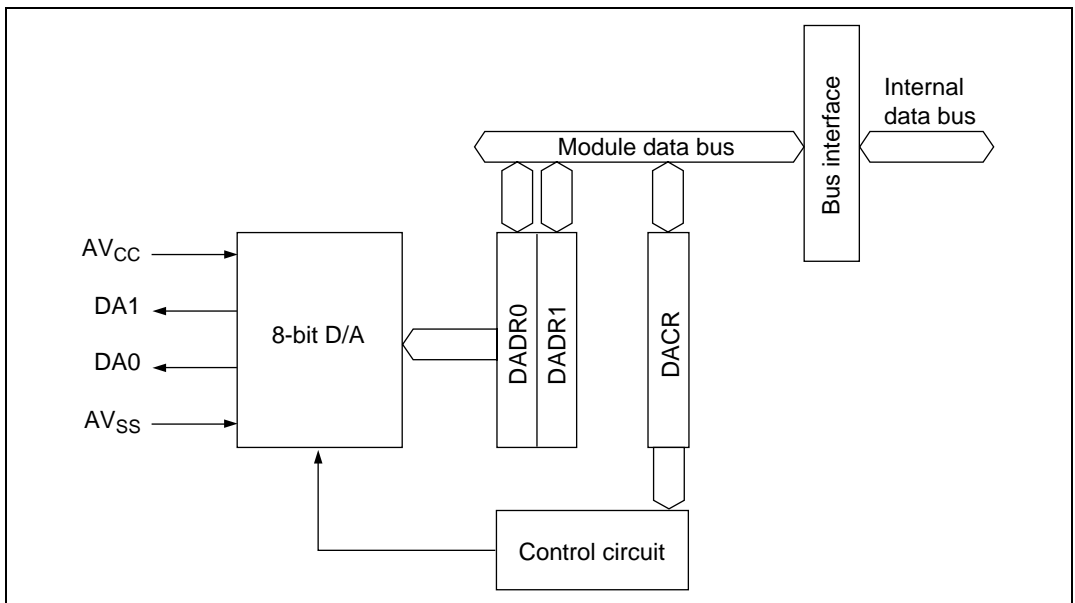 Internal
data bus
Bus interface
Module data bus
AVCC
DA1
DA0
AVSS
8-bit D/A
DADR0
DADR1
DACR
Control circuit